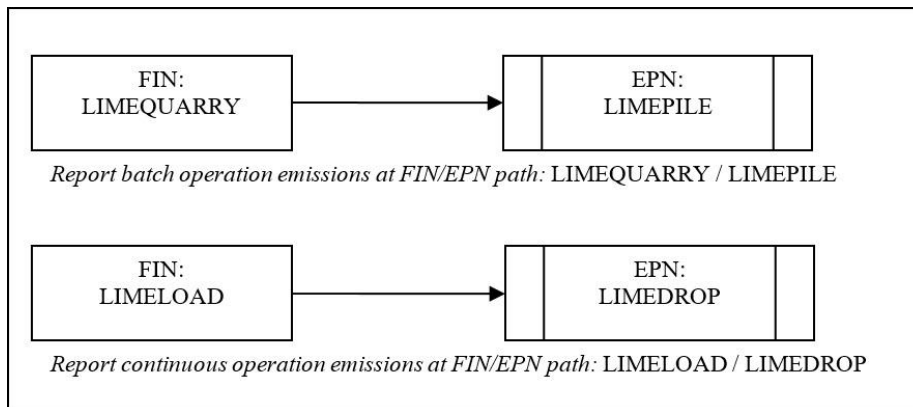 FIN:
LIMEQUARRY
EPN:
LIMEPILE
Report batch operation emissions at FIN/EPN path: LIMEQUARRY / LIMEPILE
FIN:
LIMELOAD
EPN:
LIMEDROP
Report continuous operation emissions at FIN/EPN path: LIMELOAD / LIMEDROP